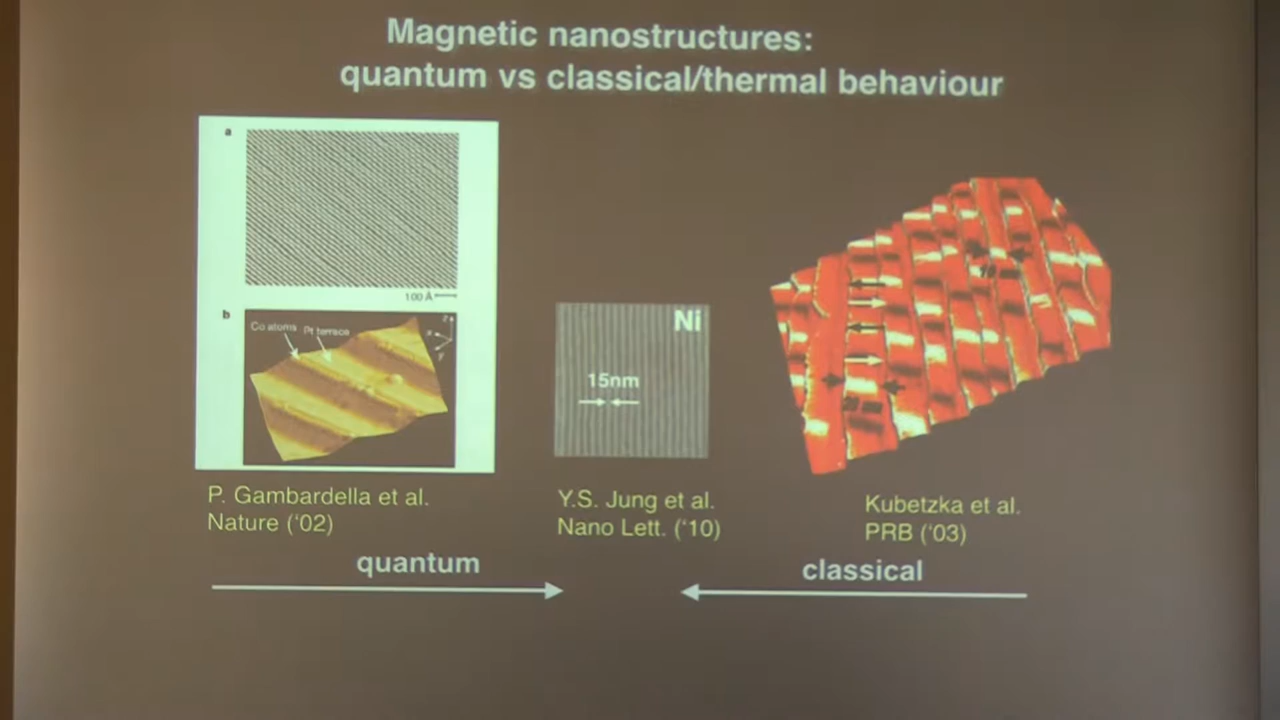 Magnetic nanostructures:
quantum vs classical/thermal behaviour
a
100 Å
b
Co atoms
Pt terrace
z
x
y
Ni
15nm
P. Gambardella et al.
Nature (‘02)
Y.S. Jung et al.
Nano Lett. (‘10)
Kubetzka et al.
PRB (‘03)
quantum
classical